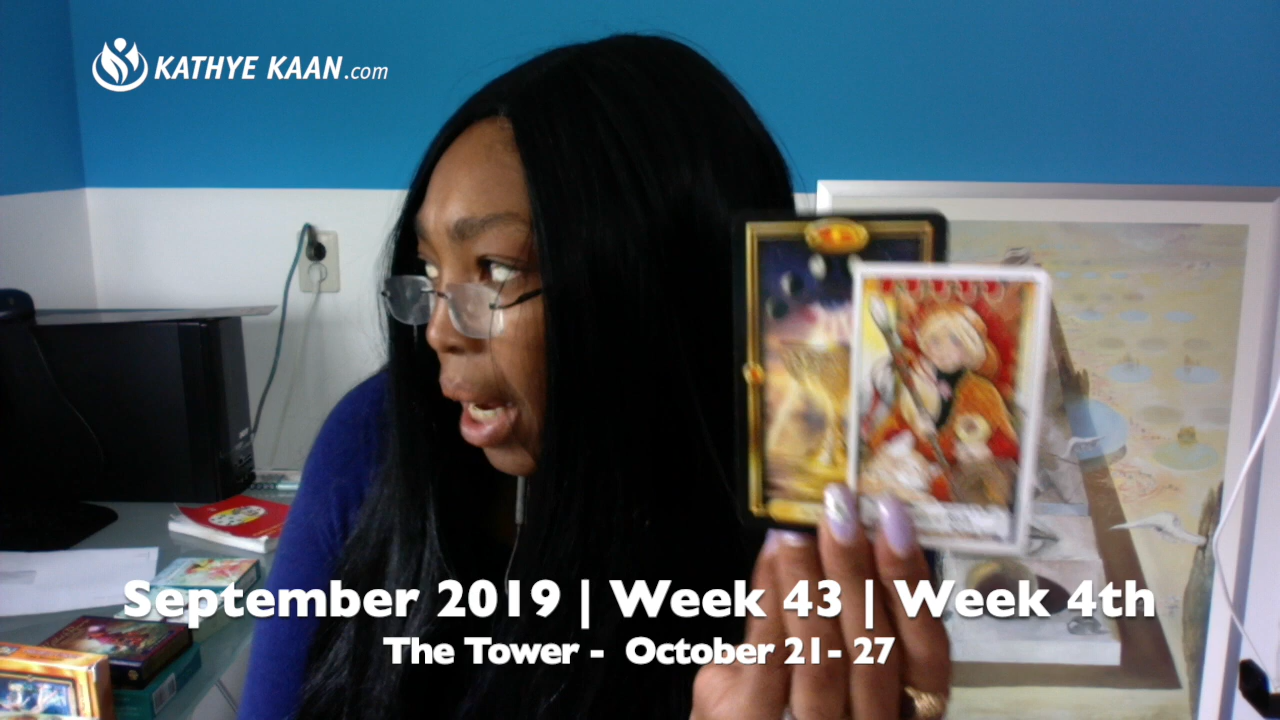 KATHYE KAAN.com
September 2019 | Week 43 | Week 4th
The Tower - October 21- 27